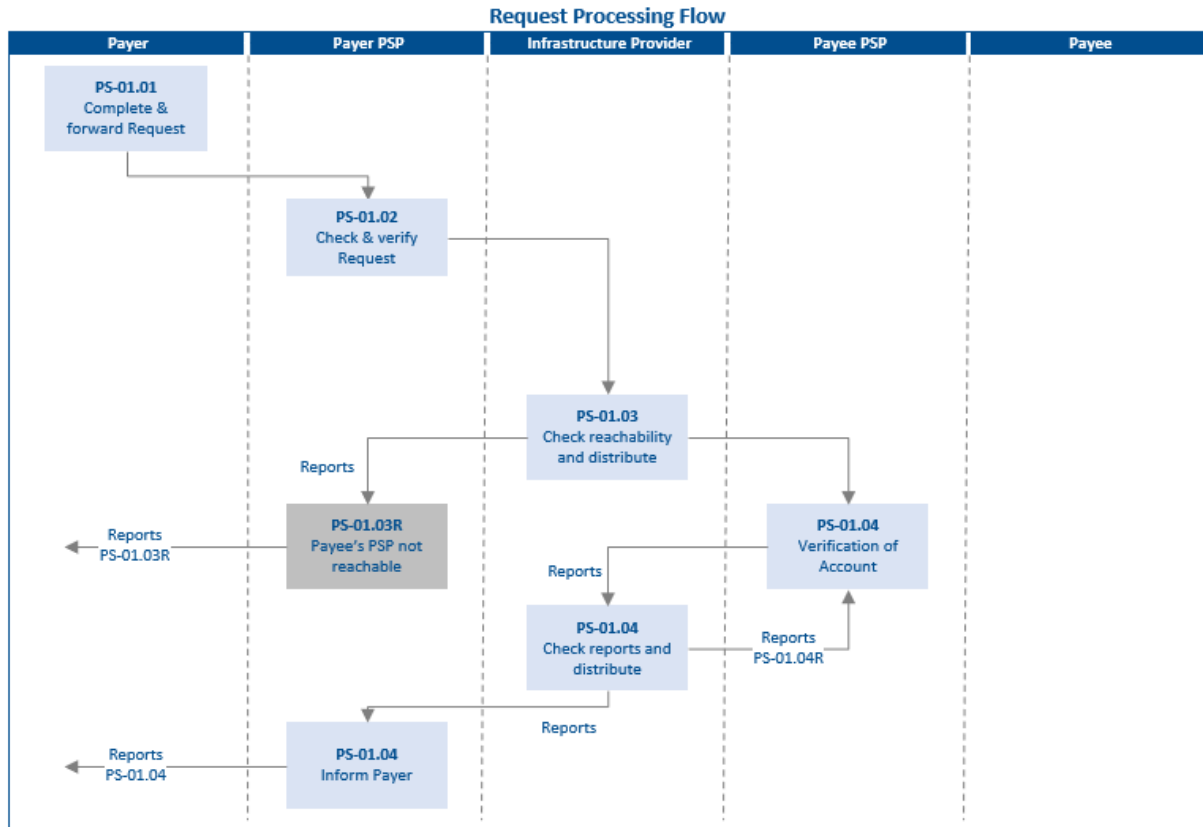 Request Processing Flow
Payer
Payer PSP
Infrastructure Provider
Payee PSP
Payee
PS-01.01
Complete &
forward Request
PS-01.02
Check & verify
Request
PS-01.03
Check reachability
and distribute
Reports
PS-01.03R
Payee's PSP not
reachable
Reports
PS-01.03R
PS-01.04
Verification of
Account
Reports
PS-01.04
Check reports and
distribute
Reports
PS-01.04R
Reports
PS-01.04
Inform Payer
Reports
PS-01.04